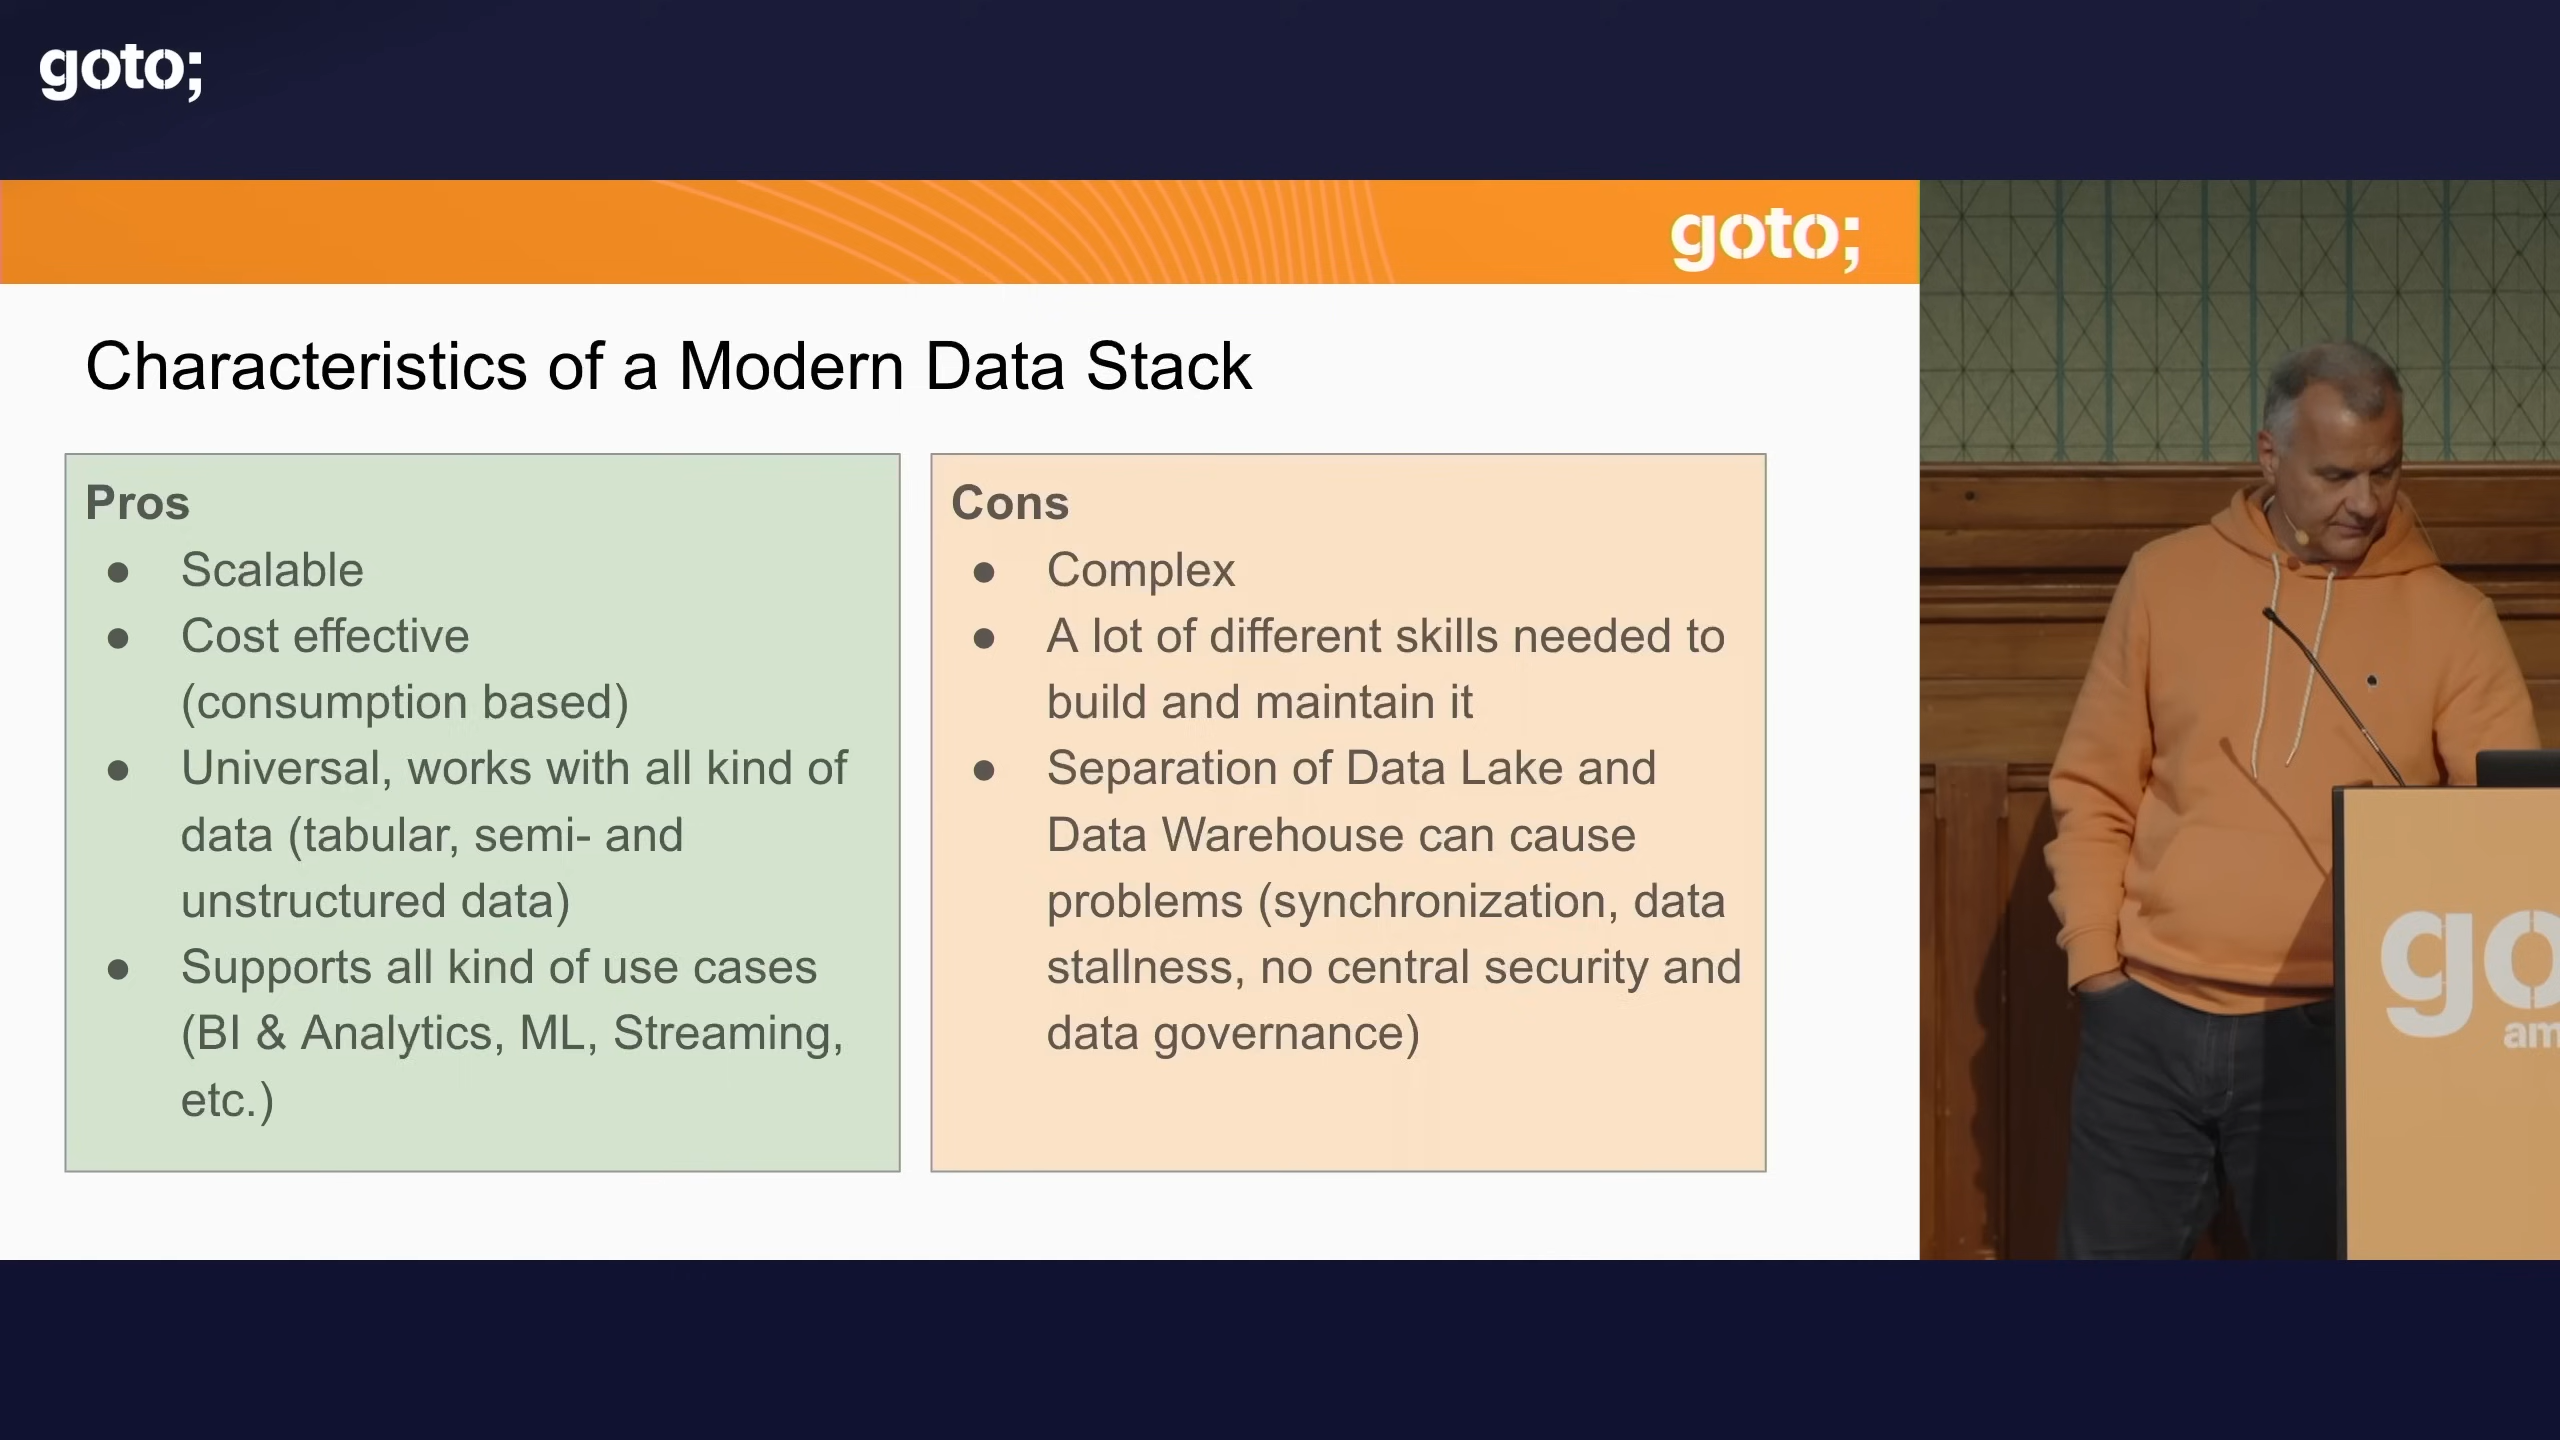 goto;
goto;
Characteristics of a Modern Data Stack
Pros
● Scalable
● Cost effective
(consumption based)
● Universal, works with all kind of
data (tabular, semi- and
unstructured data)
● Supports all kind of use cases
(BI & Analytics, ML, Streaming,
etc.)
Cons
● Complex
● A lot of different skills needed to
build and maintain it
● Separation of Data Lake and
Data Warehouse can cause
problems (synchronization, data
stallness, no central security and
data governance)
go
am